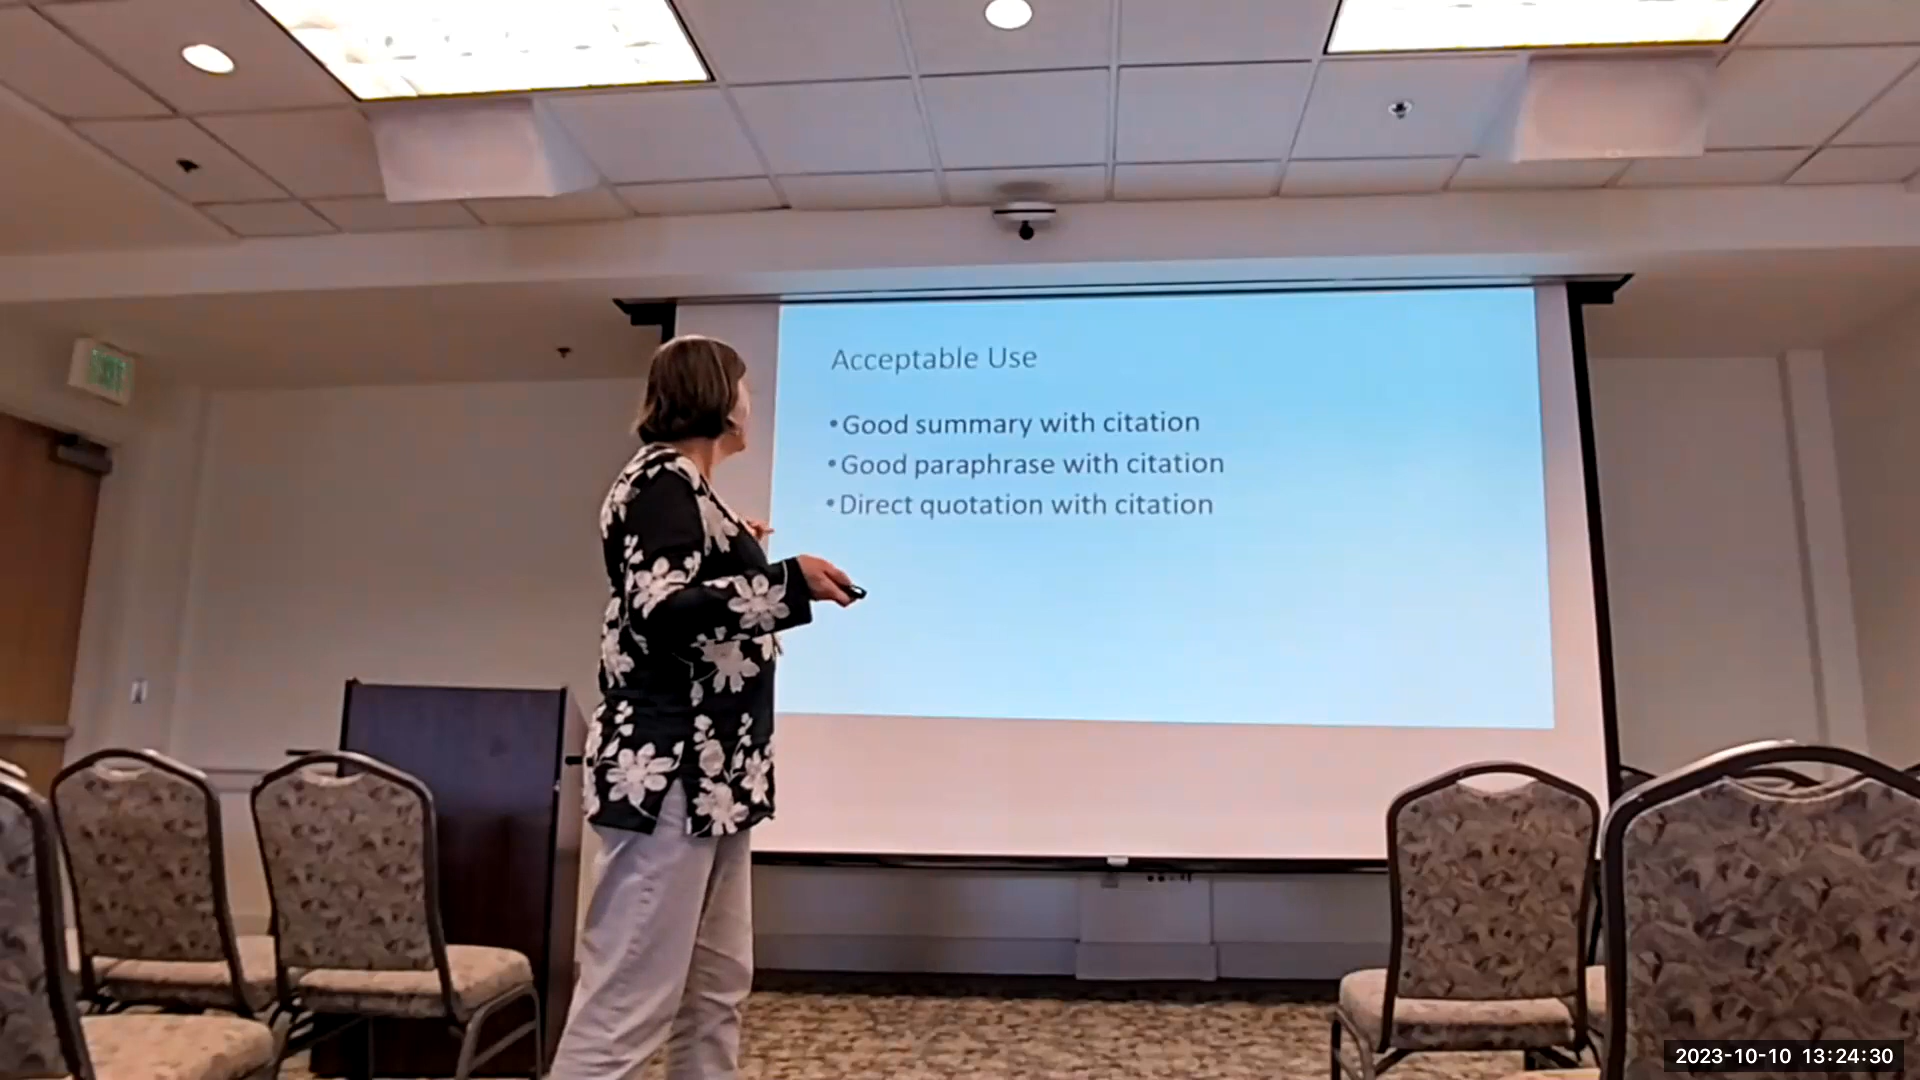 Acceptable Use
•Good summary with citation
•Good paraphrase with citation
•Direct quotation with citation
2023-10-10 13:24:30